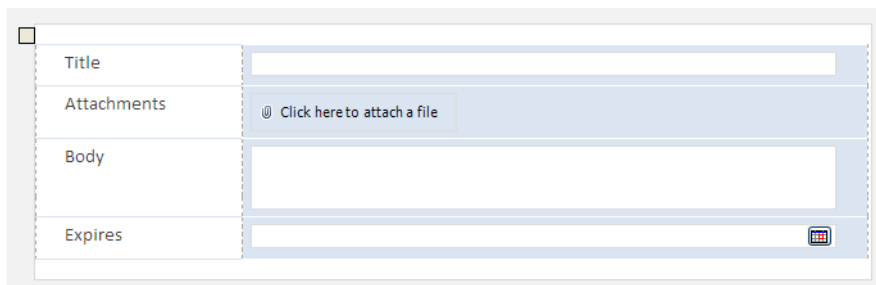 Title
Attachments
Click here to attach a file
Body
Expires